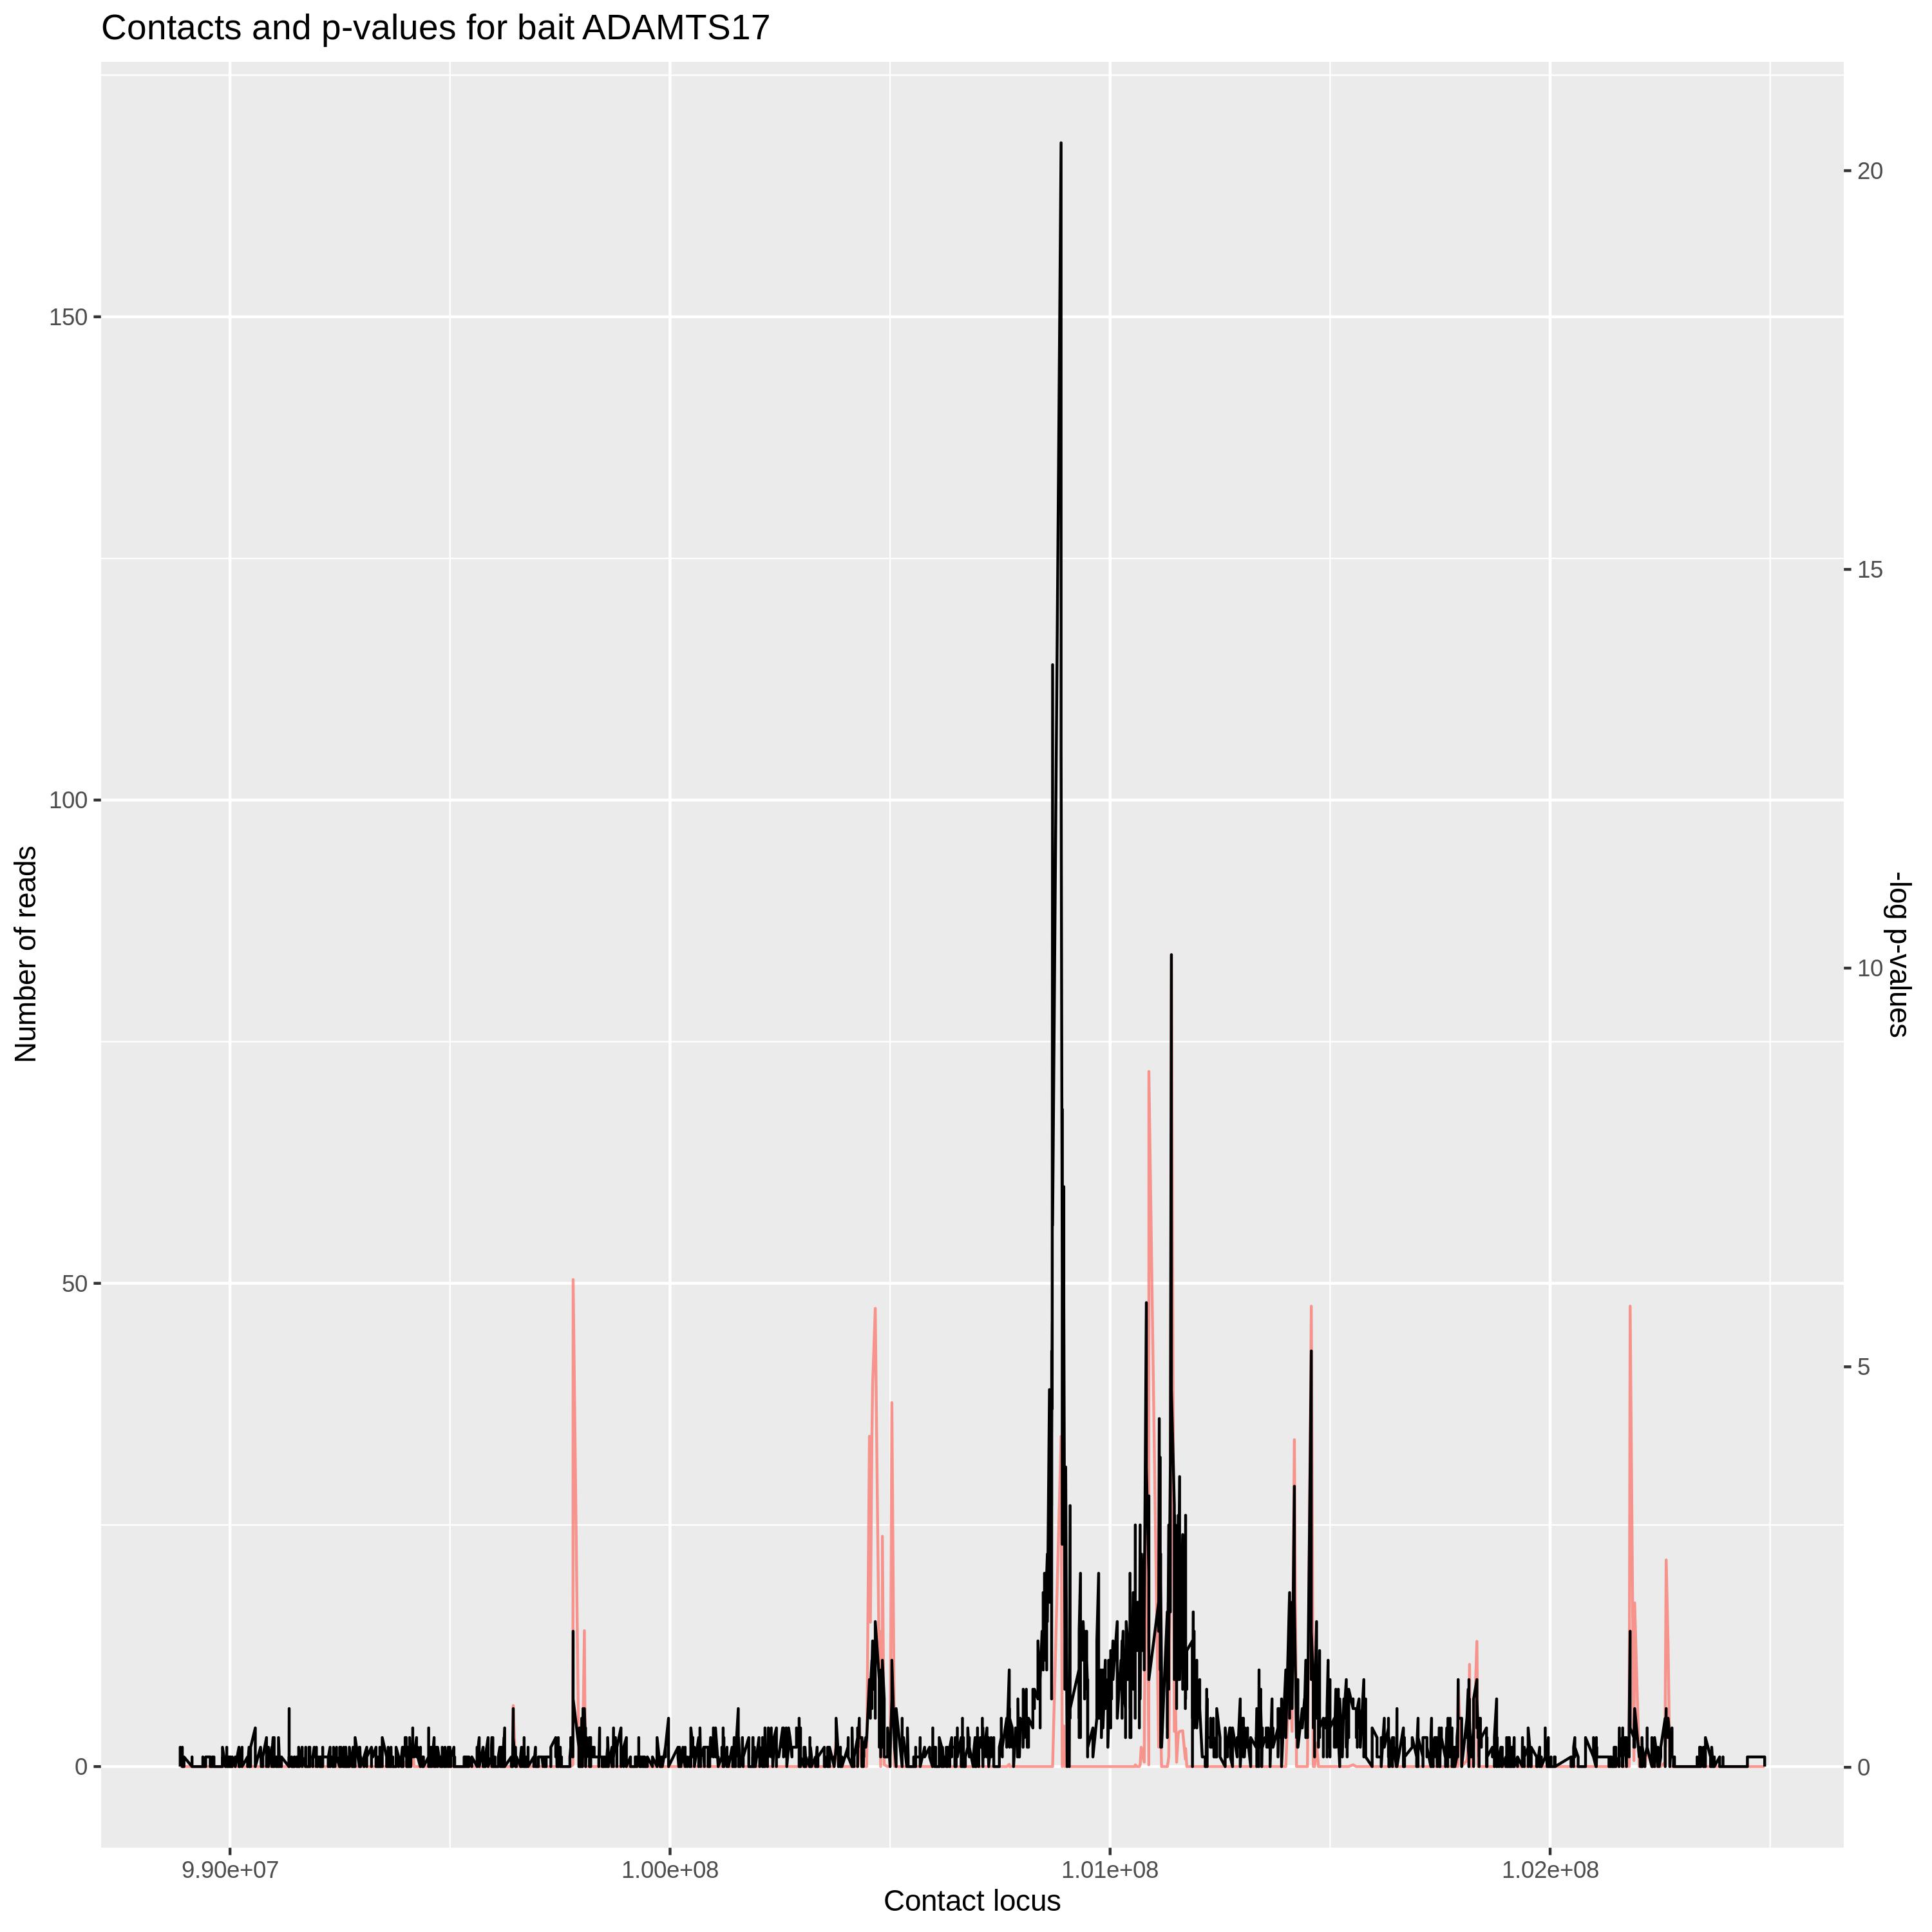 Contacts and p-values for bait ADAMTS17
150
100
50
0
Number of reads
20
15
10
5
0
-log p-values
9.90e+07
1.00e+08
1.01e+08
1.02e+08
Contact locus